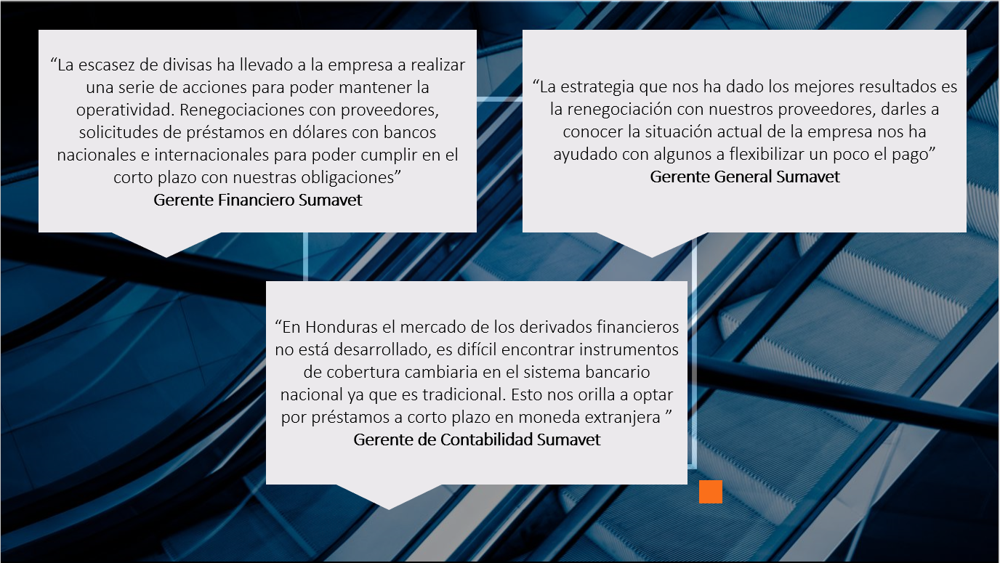 “La escasez de divisas ha llevado a la empresa a realizar
una serie de acciones para poder mantener la
operatividad. Renegociaciones con proveedores,
solicitudes de préstamos en dólares con bancos
nacionales e internacionales para poder cumplir en el
corto plazo con nuestras obligaciones”
Gerente Financiero Sumavet
“La estrategia que nos ha dado los mejores resultados es
la renegociación con nuestros proveedores, darles a
conocer la situación actual de la empresa nos ha
ayudado con algunos a flexibilizar un poco el pago”
Gerente General Sumavet
“En Honduras el mercado de los derivados financieros
no está desarrollado, es difícil encontrar instrumentos
de cobertura cambiaria en el sistema bancario
nacional ya que es tradicional. Esto nos orilla a optar
por préstamos a corto plazo en moneda extranjera ”
Gerente de Contabilidad Sumavet